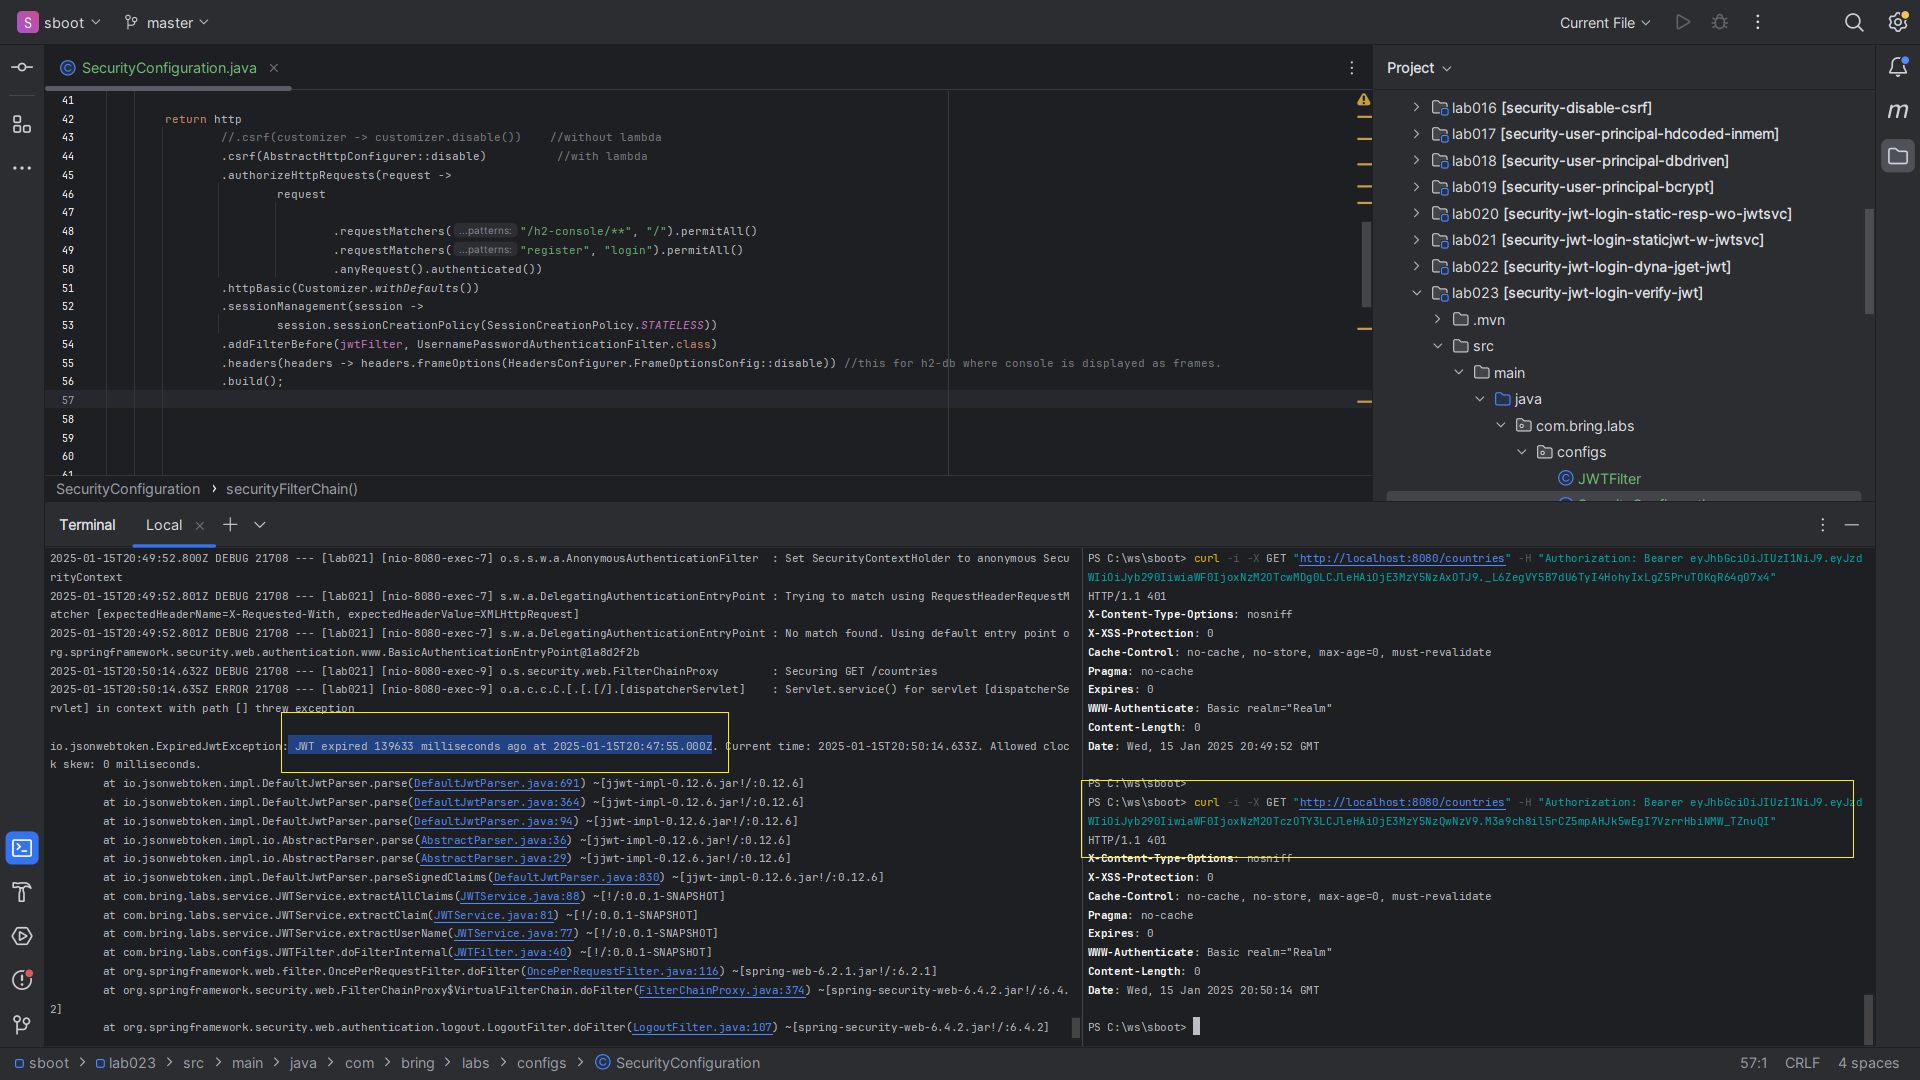 S sboot master Current File
SecurityConfiguration.java
Project
41
42 return http
43 //.csrf(customizer -> customizer.disable()) //without lambda
44 .csrf(AbstractHttpConfigurer::disable) //with lambda
45 .authorizeHttpRequests(request ->
46 request
47
48 .requestMatchers( ...patterns: "/h2-console/**", "/").permitAll()
49 .requestMatchers( ...patterns: "register", "login").permitAll()
50 .anyRequest().authenticated())
51 .httpBasic(Customizer.withDefaults())
52 .sessionManagement(session ->
53 session.sessionCreationPolicy(SessionCreationPolicy.STATELESS))
54 .addFilterBefore(jwtFilter, UsernamePasswordAuthenticationFilter.class)
55 .headers(headers -> headers.frameOptions(HeadersConfigurer.FrameOptionsConfig::disable)) //this for h2-db where console is displayed as frames.
56 .build();
57
58
59
60
61
SecurityConfiguration › securityFilterChain()
lab016 [security-disable-csrf]
lab017 [security-user-principal-hdcoded-inmem]
lab018 [security-user-principal-dbdriven]
lab019 [security-user-principal-bcrypt]
lab020 [security-jwt-login-static-resp-wo-jwtsvc]
lab021 [security-jwt-login-staticjwt-w-jwtsvc]
lab022 [security-jwt-login-dyna-jget-jwt]
lab023 [security-jwt-login-verify-jwt]
.mvn
src
main
java
com.bring.labs
configs
JWTFilter
Terminal Local
2025-01-15T20:49:52.800Z DEBUG 21708 --- [lab021] [nio-8080-exec-7] o.s.s.w.a.AnonymousAuthenticationFilter : Set SecurityContextHolder to anonymous Secu
rityContext
2025-01-15T20:49:52.801Z DEBUG 21708 --- [lab021] [nio-8080-exec-7] s.w.a.DelegatingAuthenticationEntryPoint : Trying to match using RequestHeaderRequestM
atcher [expectedHeaderName=X-Requested-With, expectedHeaderValue=XMLHttpRequest]
2025-01-15T20:49:52.801Z DEBUG 21708 --- [lab021] [nio-8080-exec-7] s.w.a.DelegatingAuthenticationEntryPoint : No match found. Using default entry point o
rg.springframework.security.web.authentication.www.BasicAuthenticationEntryPoint@1a8d2f2b
2025-01-15T20:50:14.632Z DEBUG 21708 --- [lab021] [nio-8080-exec-9] o.s.security.web.FilterChainProxy : Securing GET /countries
2025-01-15T20:50:14.635Z ERROR 21708 --- [lab021] [nio-8080-exec-9] o.a.c.c.C.[.[.[/].[dispatcherServlet] : Servlet.service() for servlet [dispatcherSe
rvlet] in context with path [] threw exception
io.jsonwebtoken.ExpiredJwtException: JWT expired 139633 milliseconds ago at 2025-01-15T20:47:55.000Z. Current time: 2025-01-15T20:50:14.633Z. Allowed cloc
k skew: 0 milliseconds.
at io.jsonwebtoken.impl.DefaultJwtParser.parse(DefaultJwtParser.java:691) ~[jjwt-impl-0.12.6.jar!/:0.12.6]
at io.jsonwebtoken.impl.DefaultJwtParser.parse(DefaultJwtParser.java:364) ~[jjwt-impl-0.12.6.jar!/:0.12.6]
at io.jsonwebtoken.impl.DefaultJwtParser.parse(DefaultJwtParser.java:94) ~[jjwt-impl-0.12.6.jar!/:0.12.6]
at io.jsonwebtoken.impl.io.AbstractParser.parse(AbstractParser.java:36) ~[jjwt-impl-0.12.6.jar!/:0.12.6]
at io.jsonwebtoken.impl.io.AbstractParser.parse(AbstractParser.java:29) ~[jjwt-impl-0.12.6.jar!/:0.12.6]
at io.jsonwebtoken.impl.DefaultJwtParser.parseSignedClaims(DefaultJwtParser.java:830) ~[jjwt-impl-0.12.6.jar!/:0.12.6]
at com.bring.labs.service.JWTService.extractAllClaims(JWTService.java:88) ~[!/:0.0.1-SNAPSHOT]
at com.bring.labs.service.JWTService.extractClaim(JWTService.java:81) ~[!/:0.0.1-SNAPSHOT]
at com.bring.labs.service.JWTService.extractUserName(JWTService.java:77) ~[!/:0.0.1-SNAPSHOT]
at com.bring.labs.configs.JWTFilter.doFilterInternal(JWTFilter.java:40) ~[!/:0.0.1-SNAPSHOT]
at org.springframework.web.filter.OncePerRequestFilter.doFilter(OncePerRequestFilter.java:116) ~[spring-web-6.2.1.jar!/:6.2.1]
at org.springframework.security.web.FilterChainProxy$VirtualFilterChain.doFilter(FilterChainProxy.java:374) ~[spring-security-web-6.4.2.jar!/:6.4.
2]
at org.springframework.security.web.authentication.logout.LogoutFilter.doFilter(LogoutFilter.java:107) ~[spring-security-web-6.4.2.jar!/:6.4.2]
PS C:\ws\sboot> curl -i -X GET "http://localhost:8080/countries" -H "Authorization: Bearer eyJhbGciOiJIUzI1NiJ9.eyJzd
WIiOiJyb290IiwiaWF0IjoxNzM2OTcwMDg0LCJleHAiOjE3MzY5NzAxOTJ9._L6ZegVY5B7dU6TyI4HohyIxLgZ5PruTOKqR64qO7x4"
HTTP/1.1 401
X-Content-Type-Options: nosniff
X-XSS-Protection: 0
Cache-Control: no-cache, no-store, max-age=0, must-revalidate
Pragma: no-cache
Expires: 0
WWW-Authenticate: Basic realm="Realm"
Content-Length: 0
Date: Wed, 15 Jan 2025 20:49:52 GMT
PS C:\ws\sboot>
PS C:\ws\sboot> curl -i -X GET "http://localhost:8080/countries" -H "Authorization: Bearer eyJhbGciOiJIUzI1NiJ9.eyJzd
WIiOiJyb290IiwiaWF0IjoxNzM2OTczOTY3LCJleHAiOjE3MzY5NzQwNzV9.M3a9ch8il5rCZ5mpAHJk5wEgI7VzrrHbiNMW_TZnuQI"
HTTP/1.1 401
X-Content-Type-Options: nosniff
X-XSS-Protection: 0
Cache-Control: no-cache, no-store, max-age=0, must-revalidate
Pragma: no-cache
Expires: 0
WWW-Authenticate: Basic realm="Realm"
Content-Length: 0
Date: Wed, 15 Jan 2025 20:50:14 GMT
PS C:\ws\sboot>
sboot > lab023 > src > main > java > com > bring > labs > configs > SecurityConfiguration 57:1 CRLF 4 spaces